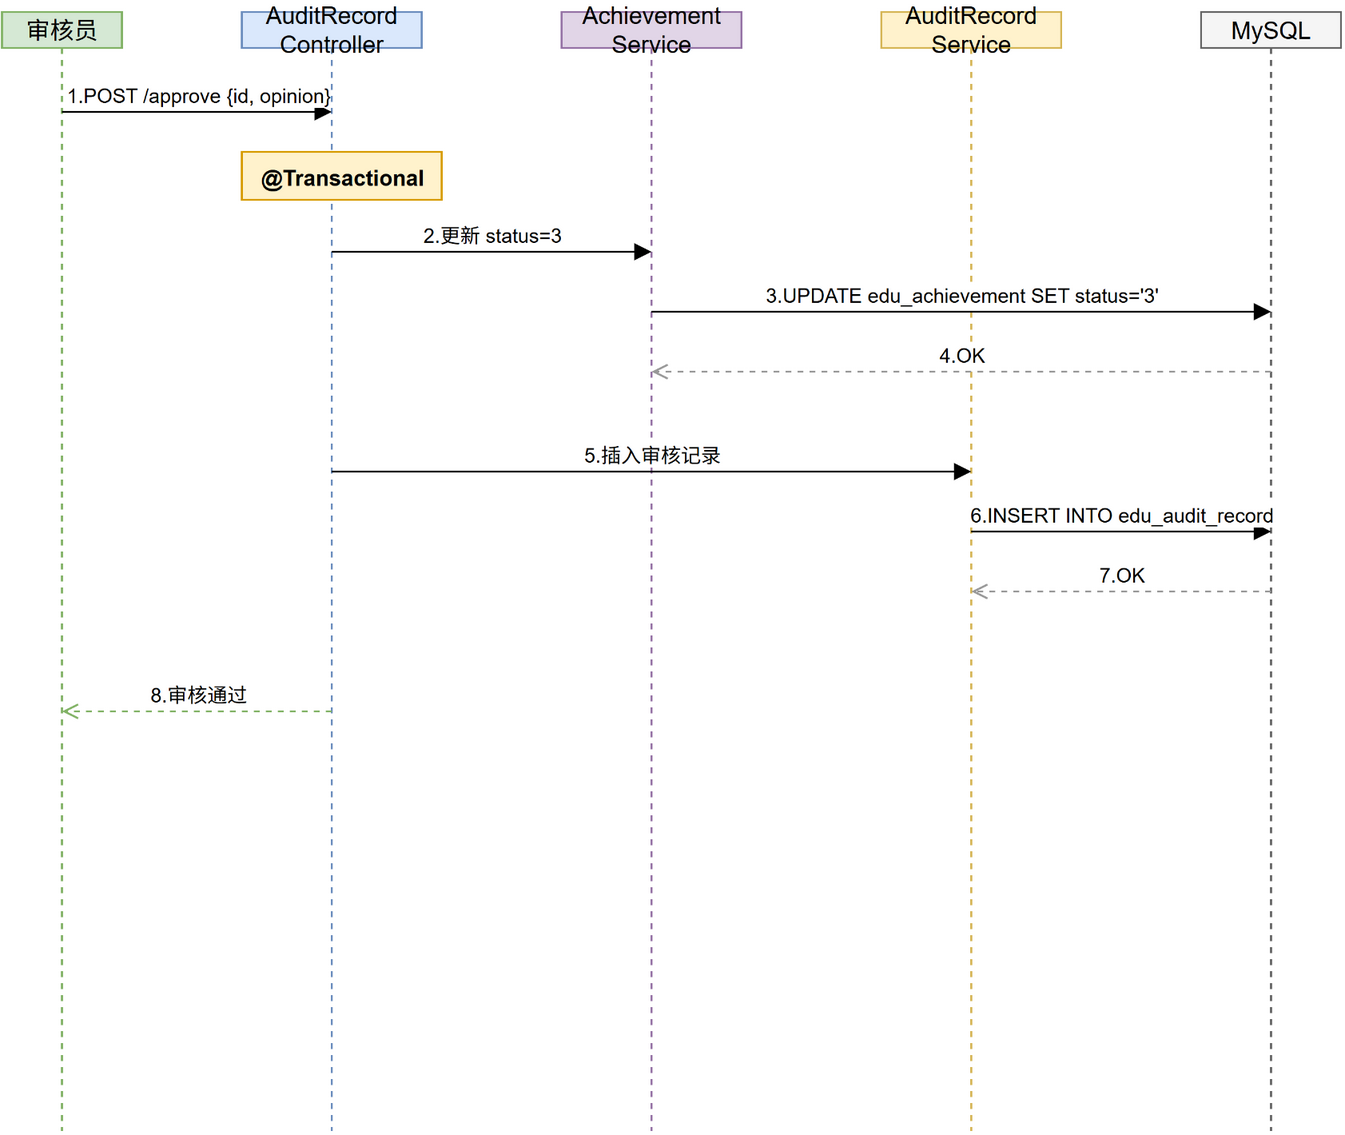 审核员
AuditRecord
Controller
Achievement
Service
AuditRecord
Service
MySQL
1.POST /approve {id, opinion}
@Transactional
2.更新 status=3
3.UPDATE edu_achievement SET status='3'
4.OK
5.插入审核记录
6.INSERT INTO edu_audit_record
7.OK
8.审核通过